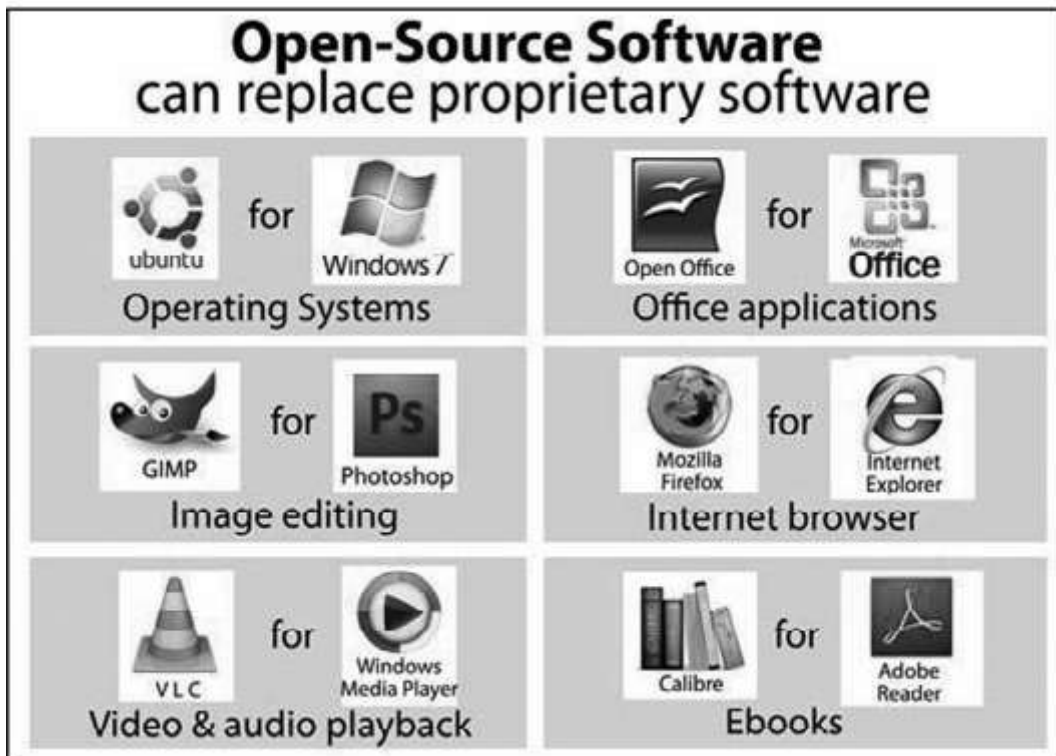 Open-Source Software
can replace proprietary software
ubuntu
for
Windows 7
Operating Systems
Open Office
for
Microsoft
Office
Office applications
GIMP
for
Ps
Photoshop
Image editing
Mozilla
Firefox
for
Internet
Explorer
Internet browser
VLC
for
Windows
Media Player
Video & audio playback
Calibre
for
Adobe
Reader
Ebooks